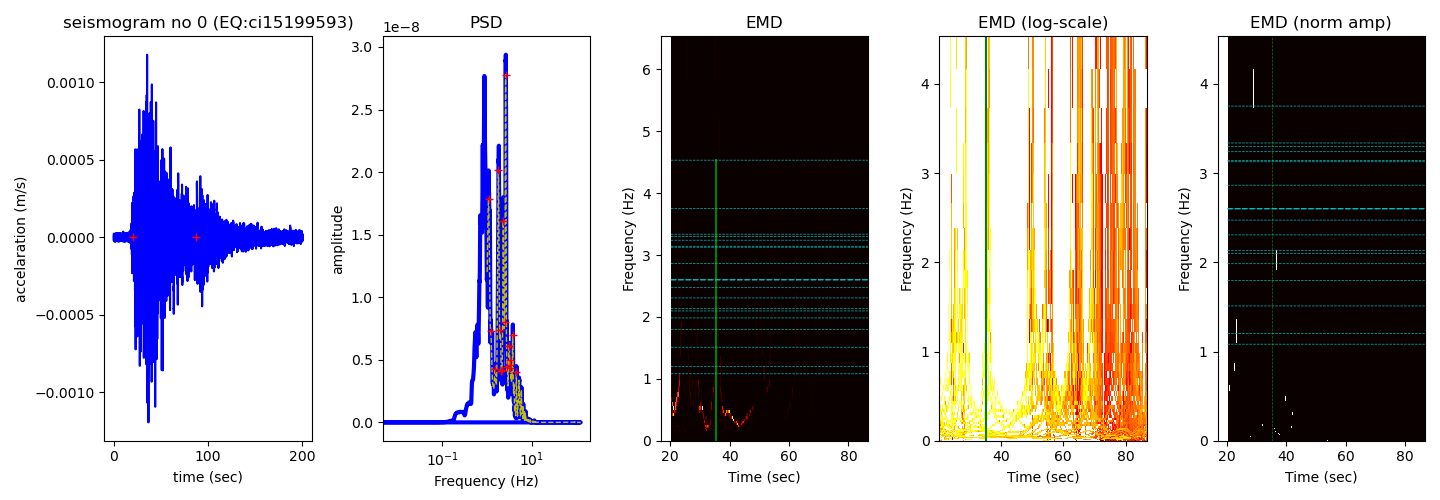 seismogram no 0 (EQ:ci15199593)
accelaration (m/s)
0.0010
0.0005
0.0000
−0.0005
−0.0010
0 100 200
time (sec)
PSD
1e−8
amplitude
3.0
2.5
2.0
1.5
1.0
0.5
0.0
10⁻¹ 10¹
Frequency (Hz)
EMD
Frequency (Hz)
6
5
4
3
2
1
0
20 40 60 80
Time (sec)
EMD (log-scale)
Frequency (Hz)
4
3
2
1
0
40 60 80
Time (sec)
EMD (norm amp)
Frequency (Hz)
4
3
2
1
0
20 40 60 80
Time (sec)